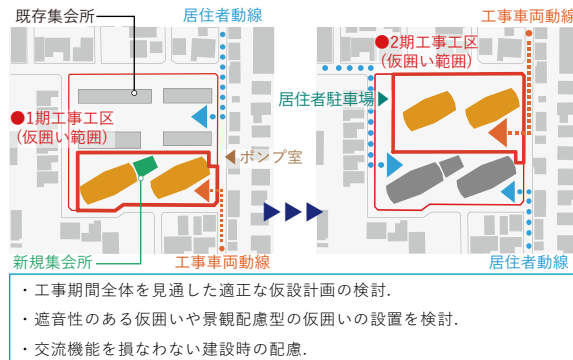 既存集会所
居住者動線
工事車両動線
●2期工事工区
(仮囲い範囲)
居住者駐車場
●1期工事工区
(仮囲い範囲)
ポンプ室
新規集会所
工事車両動線
居住者動線
・工事期間全体を見通した適正な仮設計画の検討.
・遮音性のある仮囲いや景観配慮型の仮囲いの設置を検討.
・交流機能を損なわない建設時の配慮.